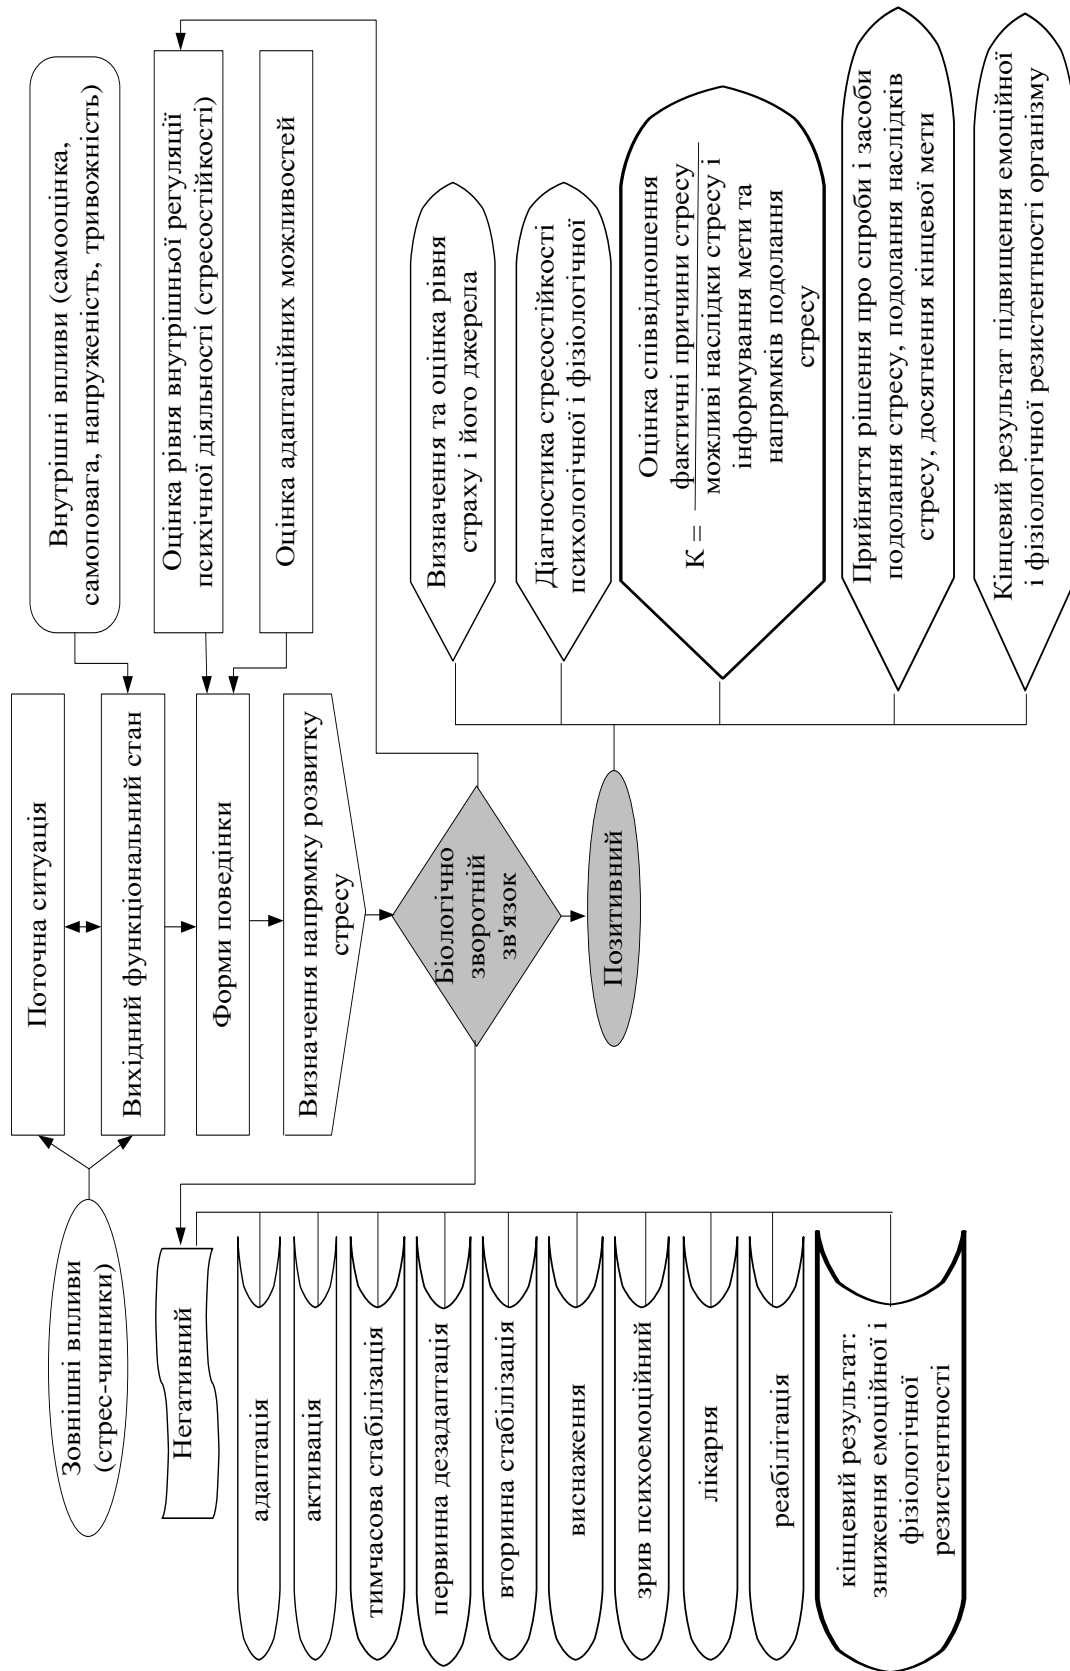 Зовнішні впливи
(стрес-чинники)
Поточна ситуація
Вихідний функціональний стан
Форми поведінки
Визначення напрямку розвитку
стресу
Внутрішні впливи (самооцінка,
самоповага, напруженість, тривожність)
Оцінка рівня внутрішньої регуляції
психічної діяльності (стресостійкості)
Оцінка адаптаційних можливостей
Біологічно
зворотній
зв'язок
Негативний
адаптація
активація
тимчасова стабілізація
первинна дезадаптація
вторинна стабілізація
виснаження
зрив психоемоційний
лікарня
реабілітація
кінцевий результат:
зниження емоційної і
фізіологічної
резистентності
Позитивний
Визначення та оцінка рівня
страху і його джерела
Діагностика стресостійкості
психологічної і фізіологічної
Оцінка співвідношення
К = фактичні причини стресу
можливі наслідки стресу і
інформування мети та
напрямків подолання
стресу
Прийняття рішення про спроби і засоби
подолання стресу, подолання наслідків
стресу, досягнення кінцевої мети
Кінцевий результат підвищення емоційної
і фізіологічної резистентності організму